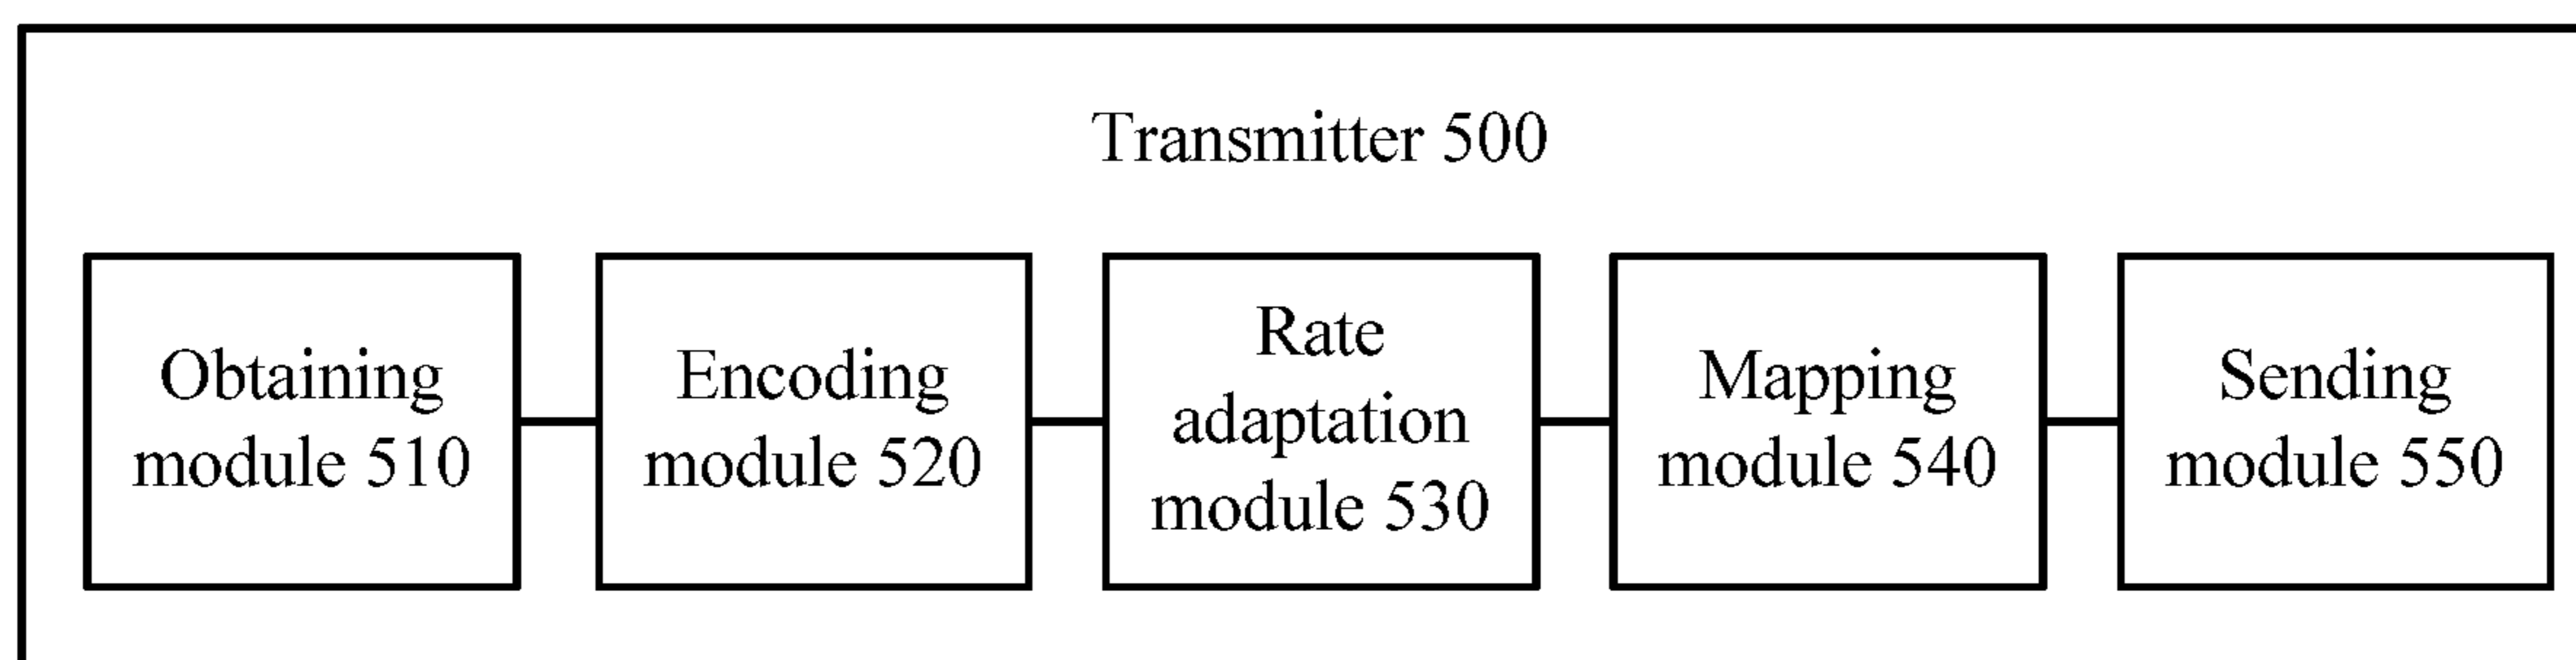 Transmitter 500
Obtaining
module 510
Encoding
module 520
Rate
adaptation
module 530
Mapping
module 540
Sending
module 550